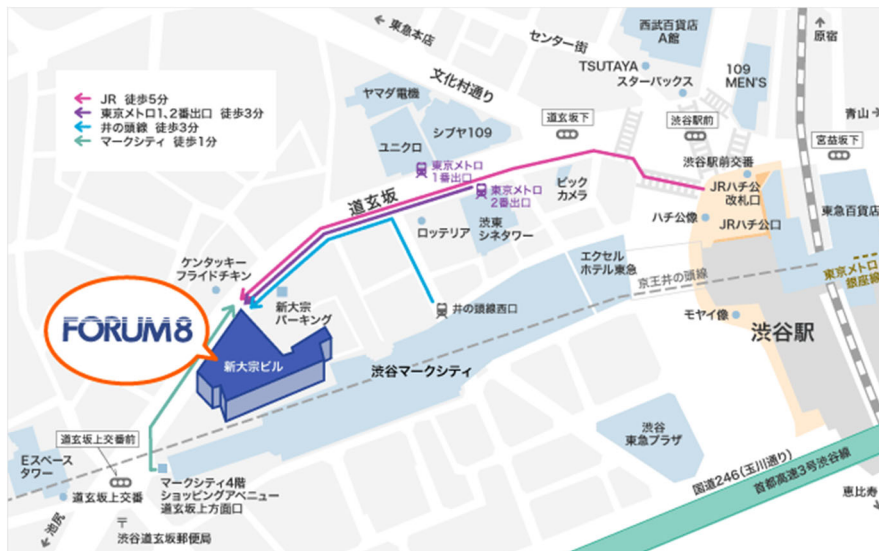 JR 徒歩5分
東京メトロ1、2番出口 徒歩3分
井の頭線 徒歩3分
マークシティ 徒歩1分
東急本店
センター街
西武百貨店
A館
原宿
TSUTAYA
スターバックス
109
MEN'S
文化村通り
ヤマダ電機
道玄坂下
渋谷駅前
青山
宮益坂下
シブヤ109
ユニクロ
東京メトロ
1番出口
渋谷駅前交番
道玄坂
東京メトロ
2番出口
ビック
カメラ
JRハチ公
改札口
ハチ公像
JRハチ公口
東急百貨店
ロッテリア
渋東
シネタワー
ケンタッキー
フライドチキン
エクセル
ホテル東急
京王井の頭線
東京メトロ
銀座線
新大宗
パーキング
井の頭線西口
モヤイ像
渋谷駅
FORUM8
新大宗ビル
渋谷マークシティ
道玄坂上交番前
渋谷
東急プラザ
Eスペース
タワー
道玄坂上交番
マークシティ4階
ショッピングアベニュー
道玄坂上方面口
国道246(玉川通り)
首都高速3号渋谷線
恵比寿
池尻
〒
渋谷道玄坂郵便局